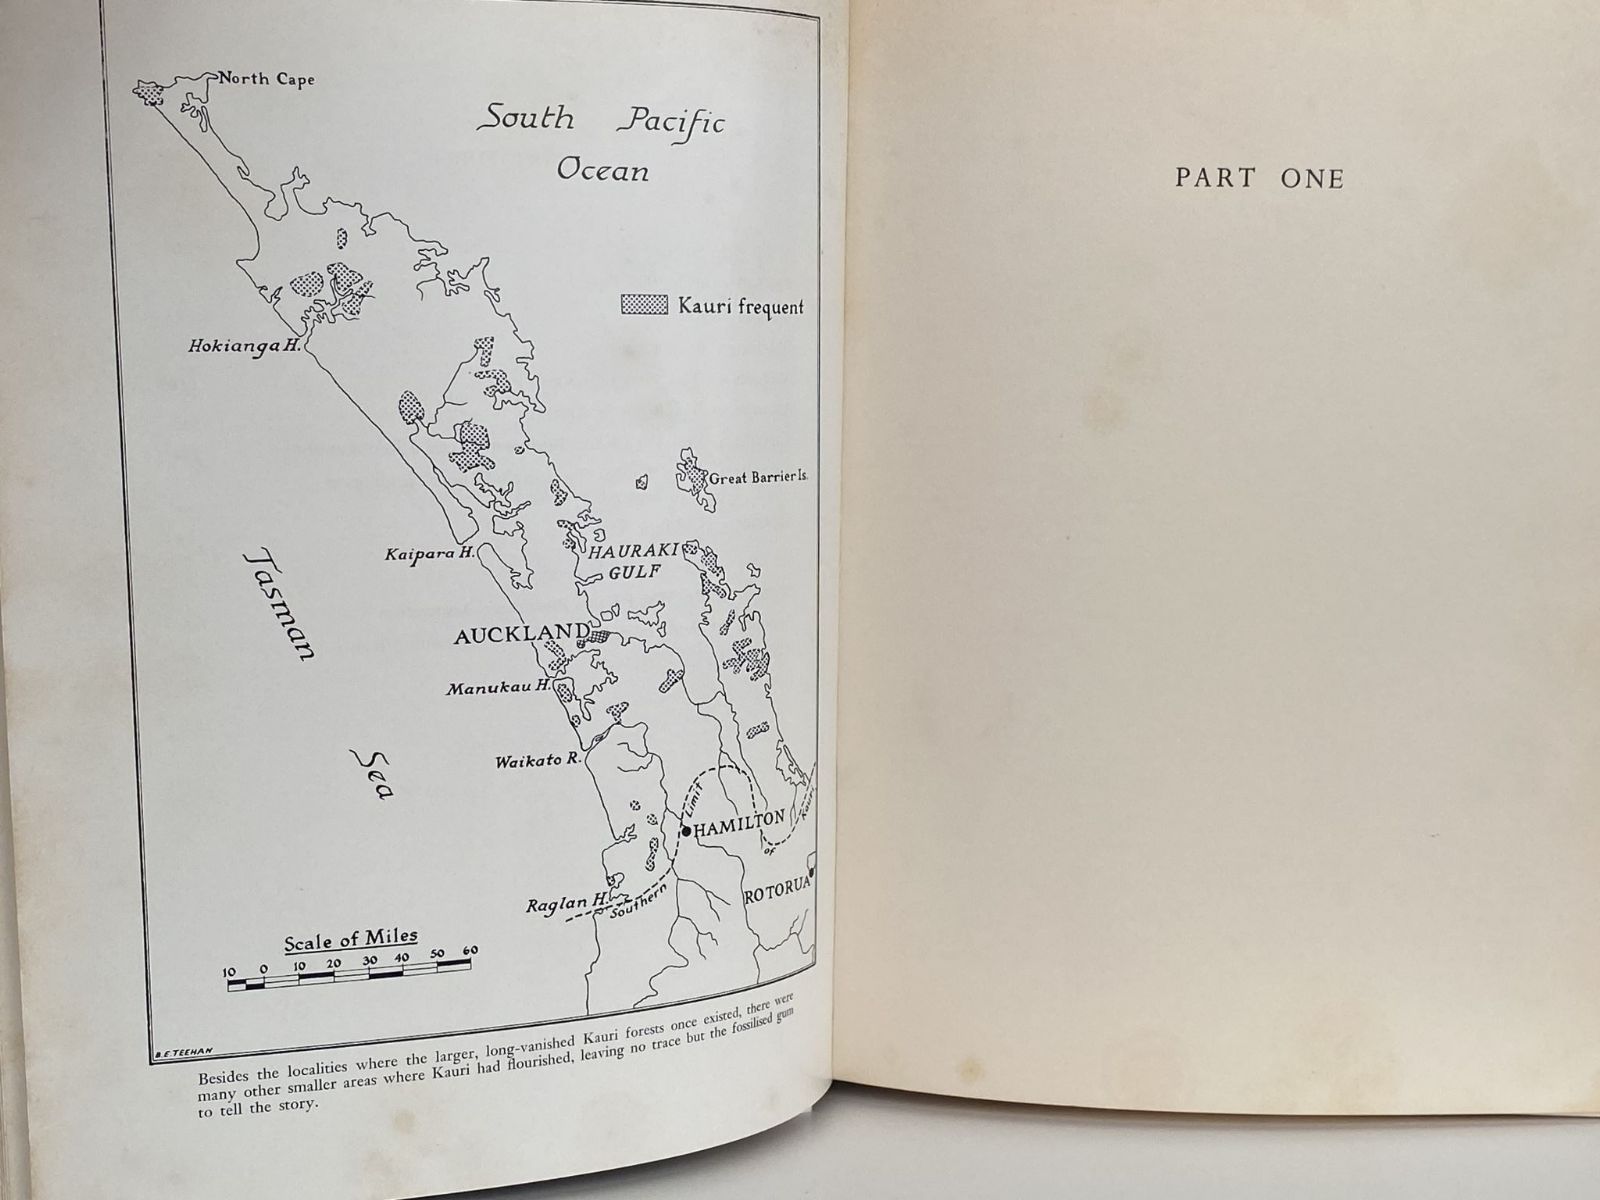 North Cape
South Pacific
Ocean
Kauri frequent
Hokianga H.
Great Barrier Is.
Kaipara H.
HAURAKI
GULF
Tasman
Sea
AUCKLAND
Manukau H.
Waikato R.
HAMILTON
ROTORUA
Raglan H.
Southern Limit of Kauri
Scale of Miles
10 0 10 20 30 40 50 60
B.E. TEEHAN
Besides the localities where the larger, long-vanished Kauri forests once existed, there were
many other smaller areas where Kauri had flourished, leaving no trace but the fossilised gum
to tell the story.
PART ONE